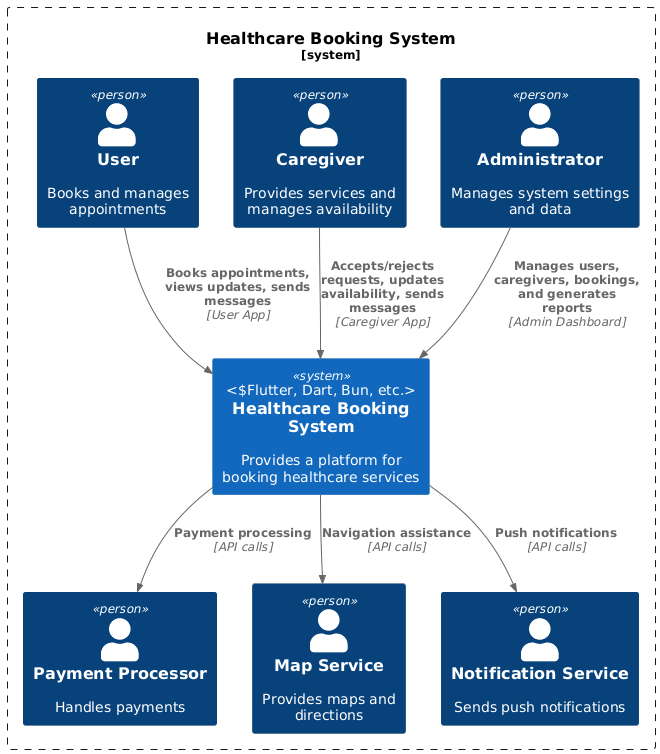 Healthcare Booking System
[system]
«person»
User
Books and manages
appointments
«person»
Caregiver
Provides services and
manages availability
«person»
Administrator
Manages system settings
and data
Books appointments,
views updates, sends
messages
[User App]
Accepts/rejects
requests, updates
availability, sends
messages
[Caregiver App]
Manages users,
caregivers, bookings,
and generates
reports
[Admin Dashboard]
«system»
<$Flutter, Dart, Bun, etc.>
Healthcare Booking
System
Provides a platform for
booking healthcare services
Payment processing
[API calls]
Navigation assistance
[API calls]
Push notifications
[API calls]
«person»
Payment Processor
Handles payments
«person»
Map Service
Provides maps and
directions
«person»
Notification Service
Sends push notifications